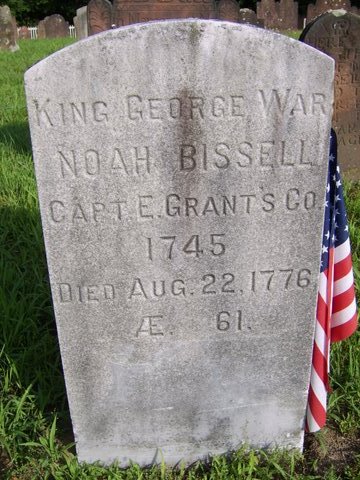 KING GEORGE WAR
NOAH BISSELL
CAPT. E. GRANT'S CO.
1745
DIED AUG. 22, 1776
Æ. 61.